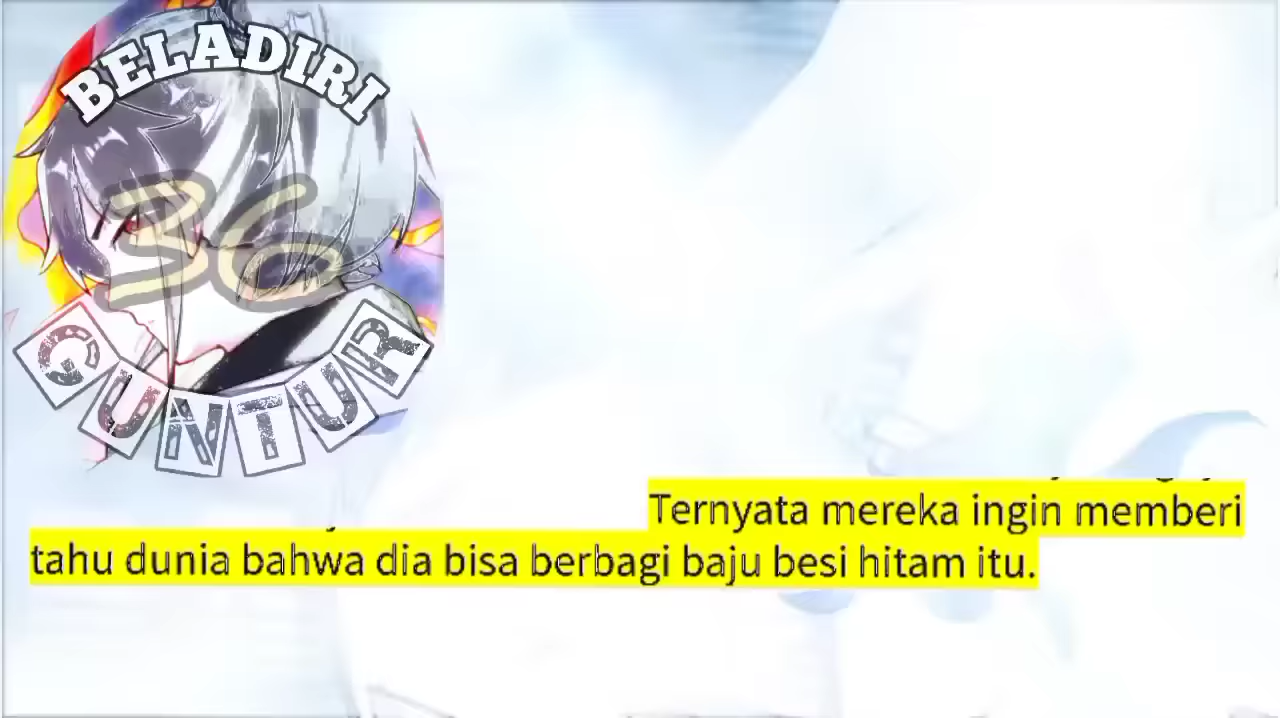 BELADIRI
36
GUNTUR
Ternyata mereka ingin memberi
tahu dunia bahwa dia bisa berbagi baju besi hitam itu.